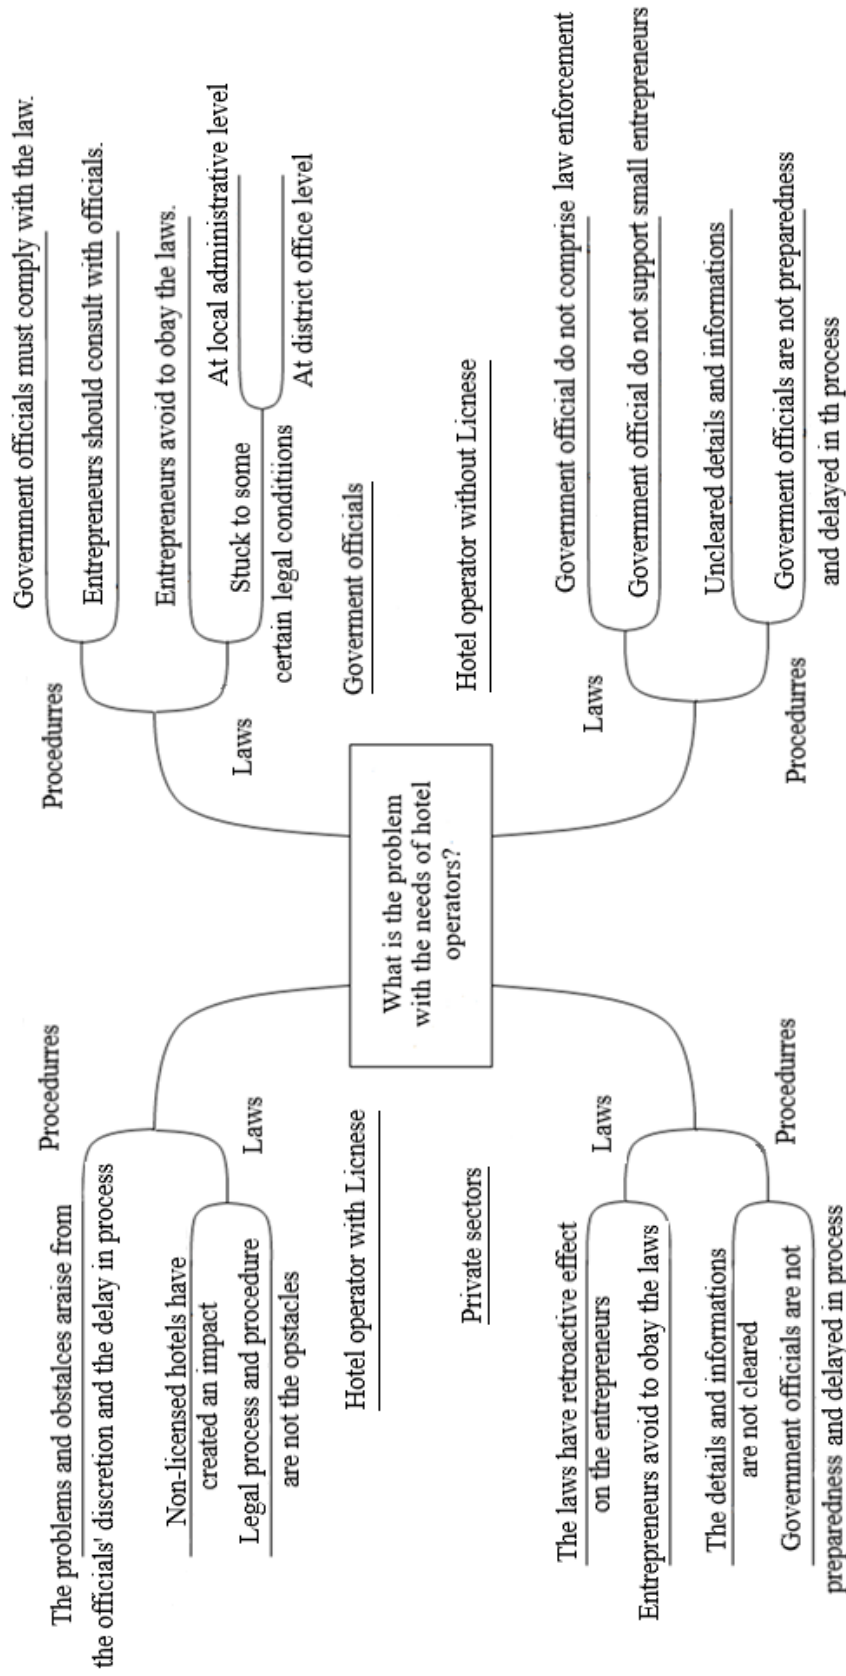 Procedurres
The problems and obstalces araise from
the officials' discretion and the delay in process
Laws
Non-licensed hotels have
created an impact
Legal process and procedure
are not the opstacles
Hotel operator with Licnese
Procedurres
Government officials must comply with the law.
Entrepreneurs should consult with officials.
Laws
Entrepreneurs avoid to obay the laws.
Stuck to some
certain legal conditiions
At local administrative level
At district office level
Goverment officials
What is the problem
with the needs of hotel
operators?
Private sectors
Laws
The laws have retroactive effect
on the entrepreneurs
Entrepreneurs avoid to obay the laws
The details and informations
are not cleared
Procedurres
Government officials are not
preparedness and delayed in process
Hotel operator without Licnese
Laws
Government official do not comprise law enforcement
Government official do not support small entrepreneurs
Uncleared details and informations
Procedurres
Goverment officials are not preparedness
and delayed in th process